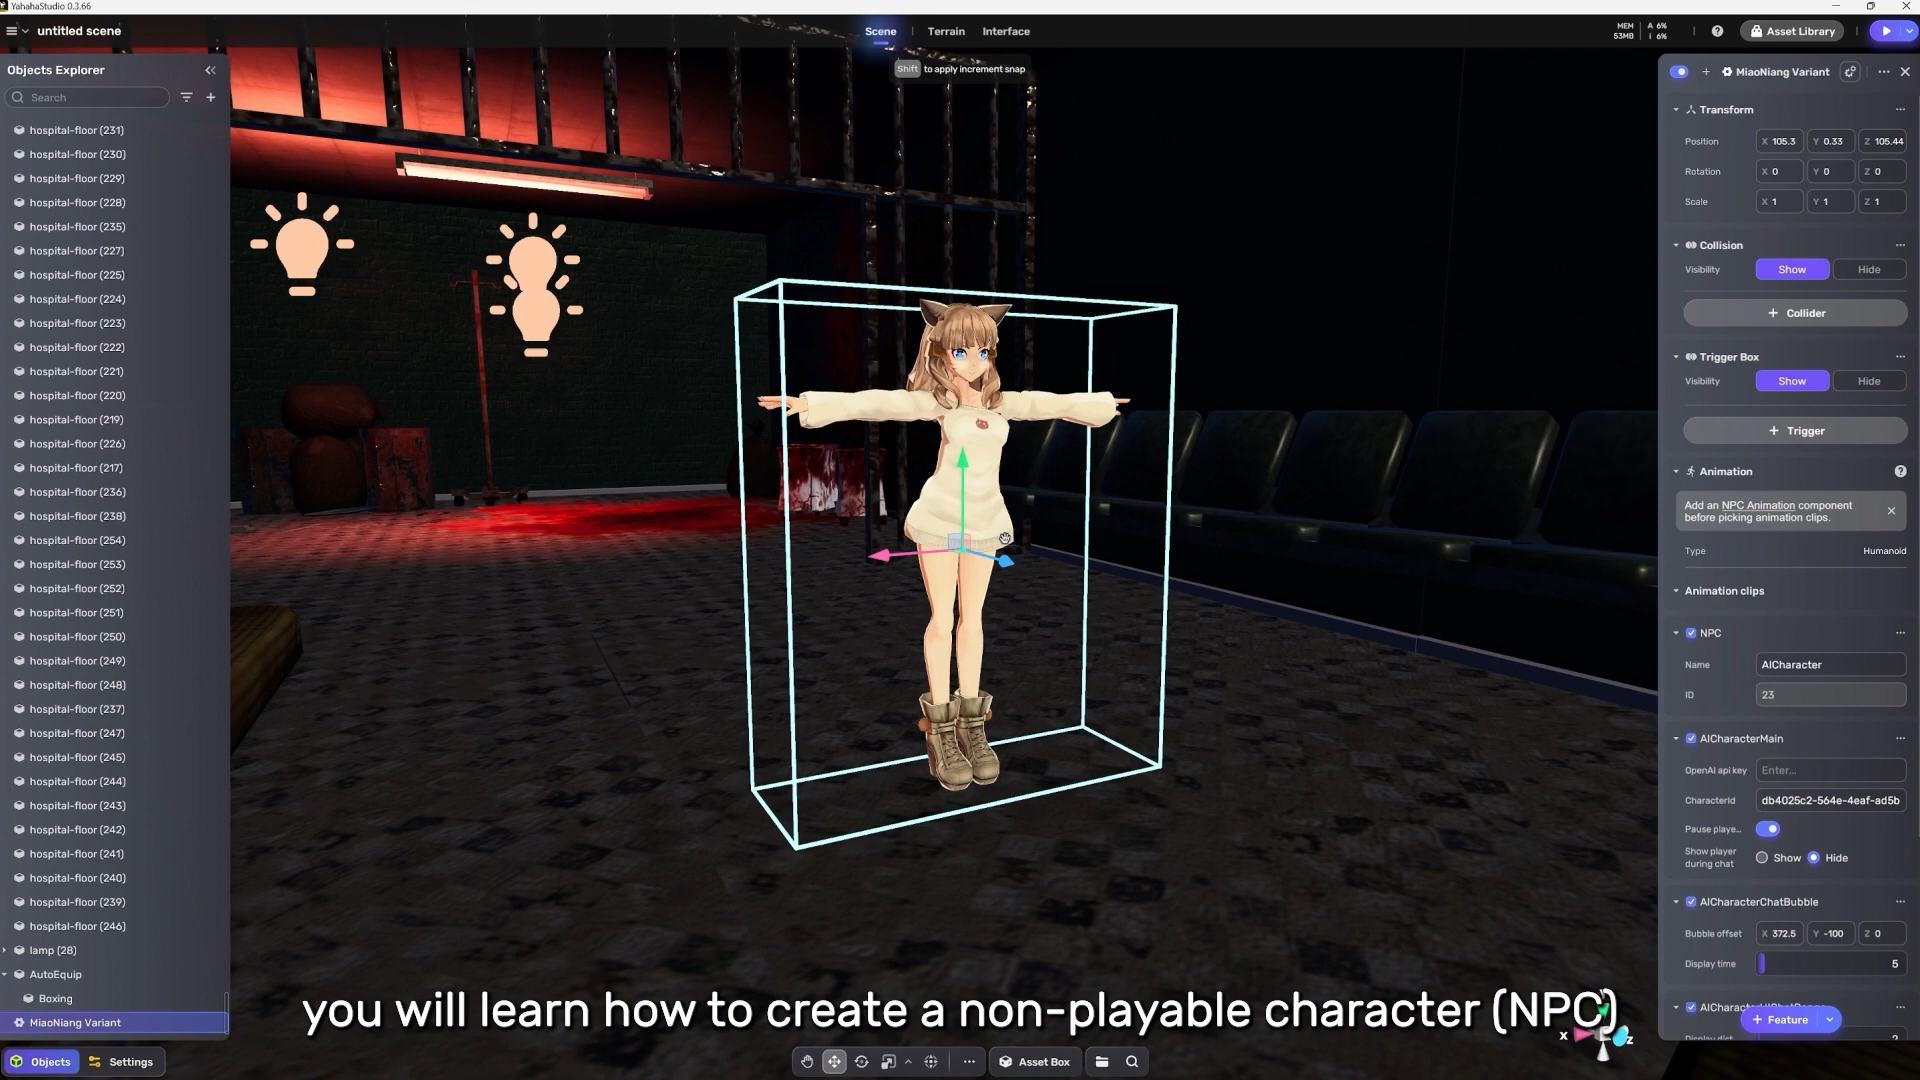 YahahaStudio 0.3.66
untitled scene
Scene
Terrain
Interface
MEM
53MB
A 6%
I 6%
Asset Library
Shift to apply increment snap
Objects Explorer
Search
hospital-floor (231)
hospital-floor (230)
hospital-floor (229)
hospital-floor (228)
hospital-floor (235)
hospital-floor (227)
hospital-floor (225)
hospital-floor (224)
hospital-floor (223)
hospital-floor (222)
hospital-floor (221)
hospital-floor (220)
hospital-floor (219)
hospital-floor (226)
hospital-floor (217)
hospital-floor (236)
hospital-floor (238)
hospital-floor (254)
hospital-floor (253)
hospital-floor (252)
hospital-floor (251)
hospital-floor (250)
hospital-floor (249)
hospital-floor (248)
hospital-floor (237)
hospital-floor (247)
hospital-floor (245)
hospital-floor (244)
hospital-floor (243)
hospital-floor (242)
hospital-floor (241)
hospital-floor (240)
hospital-floor (239)
hospital-floor (246)
lamp (28)
AutoEquip
Boxing
MiaoNiang Variant
Objects
Settings
MiaoNiang Variant
Transform
Position X 105.3 Y 0.33 Z 105.44
Rotation X 0 Y 0 Z 0
Scale X 1 Y 1 Z 1
Collision
Visibility Show Hide
+ Collider
Trigger Box
Visibility Show Hide
+ Trigger
Animation
Add an NPC Animation component
before picking animation clips.
Type Humanoid
Animation clips
NPC
Name AICharacter
ID 23
AICharacterMain
OpenAI api key Enter...
CharacterId db4025c2-564e-4eaf-ad5b
Pause playe...
Show player
during chat Show Hide
AICharacterChatBubble
Bubble offset X 372.5 Y -100 Z 0
Display time 5
+ Feature
you will learn how to create a non-playable character (NPC)
x
z
Asset Box